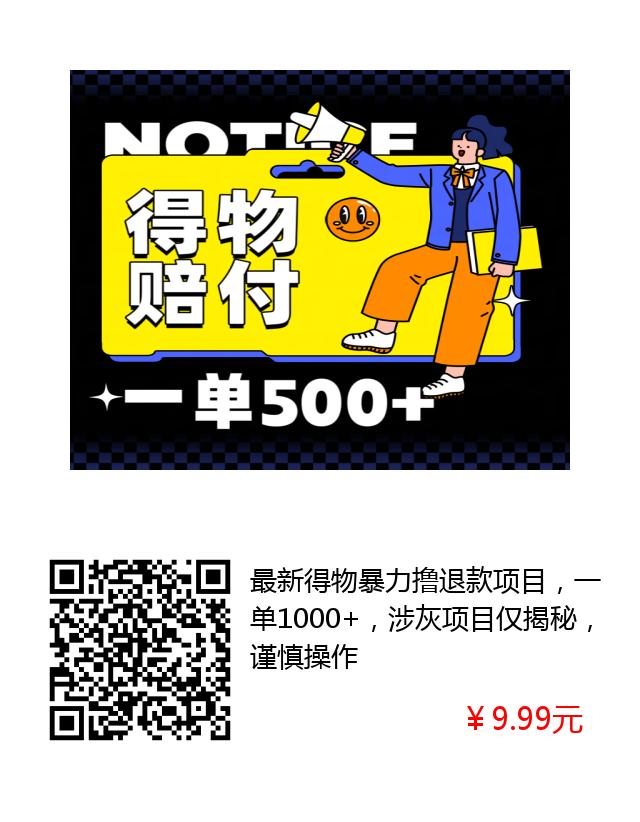 NOTICE
得物
赔付
一单500+
最新得物暴力撸退款项目，一
单1000+，涉灰项目仅揭秘，
谨慎操作
￥9.99元